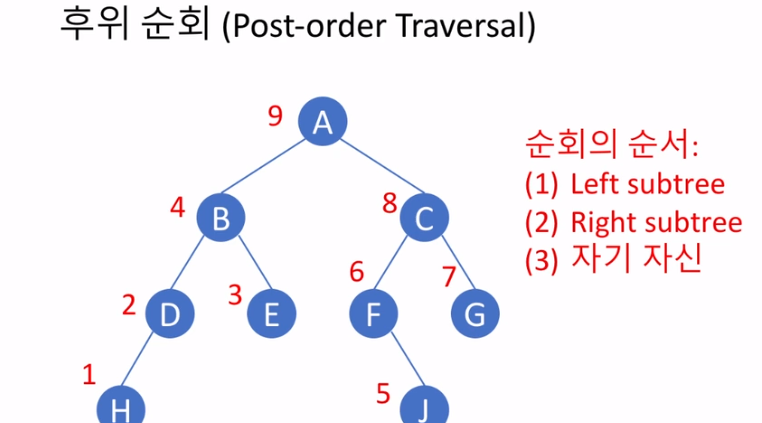 후위 순회 (Post-order Traversal)
9 A
순회의 순서:
(1) Left subtree
(2) Right subtree
(3) 자기 자신
4 B
8 C
2 D
3 E
6 F
7 G
1 H
5 J